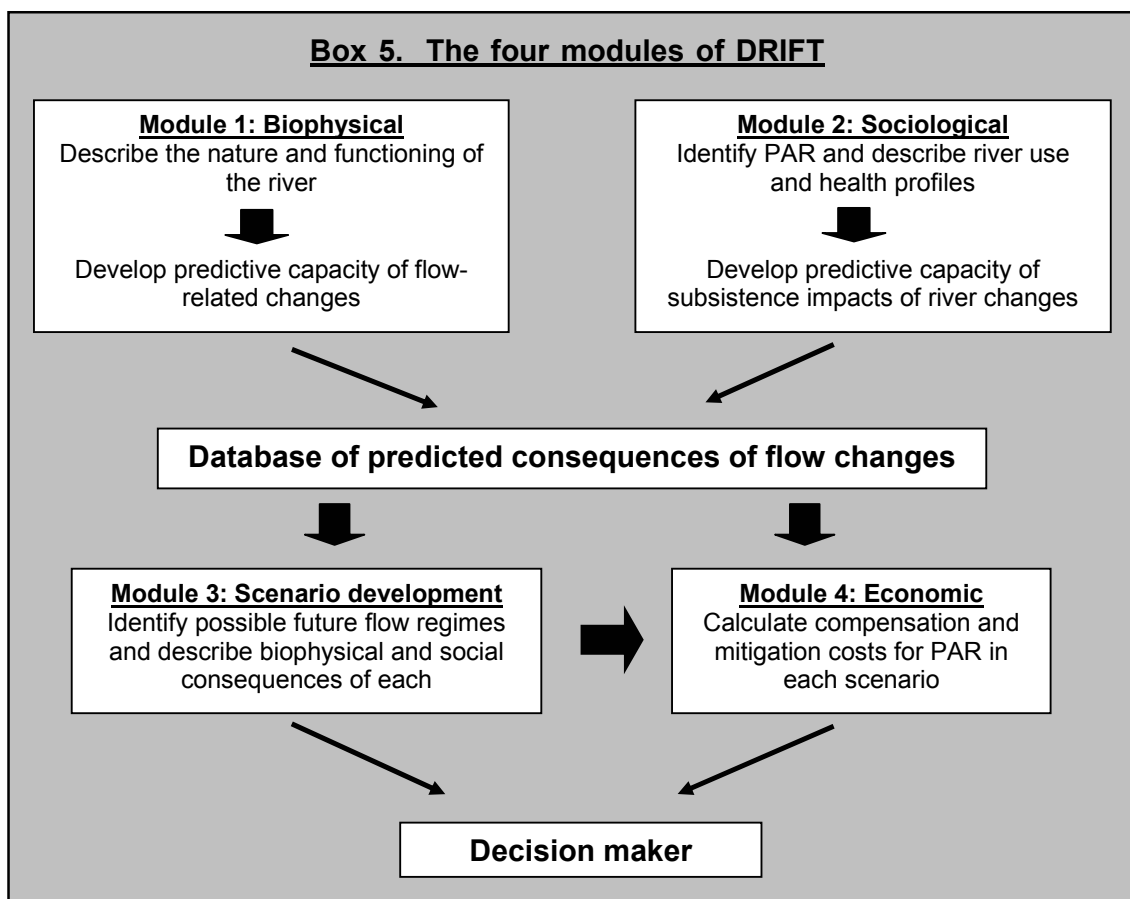 Box 5. The four modules of DRIFT
Module 1: Biophysical
Describe the nature and functioning of
the river
Develop predictive capacity of flow-
related changes
Module 2: Sociological
Identify PAR and describe river use
and health profiles
Develop predictive capacity of
subsistence impacts of river changes
Database of predicted consequences of flow changes
Module 3: Scenario development
Identify possible future flow regimes
and describe biophysical and social
consequences of each
Module 4: Economic
Calculate compensation and
mitigation costs for PAR in
each scenario
Decision maker